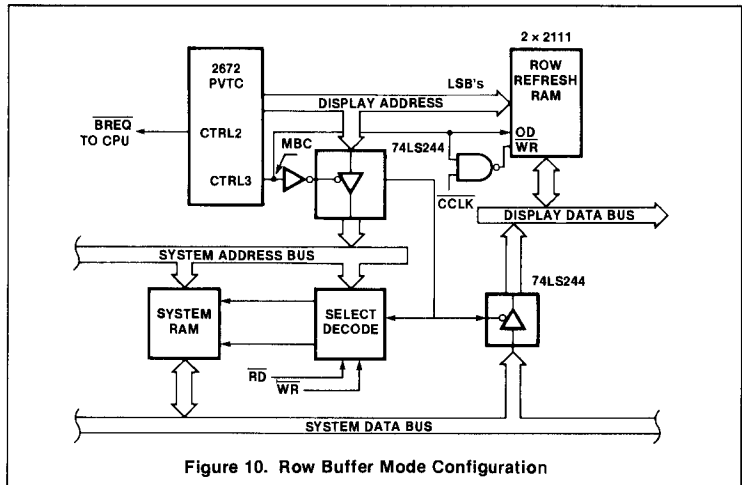 2 × 2111
2672
PVTC
LSB's
DISPLAY ADDRESS
ROW
REFRESH
RAM
BREQ
TO CPU
CTRL2
MBC
74LS244
OD
WR
CTRL3
CCLK
DISPLAY DATA BUS
SYSTEM ADDRESS BUS
74LS244
SYSTEM
RAM
SELECT
DECODE
RD
WR
SYSTEM DATA BUS
Figure 10. Row Buffer Mode Configuration